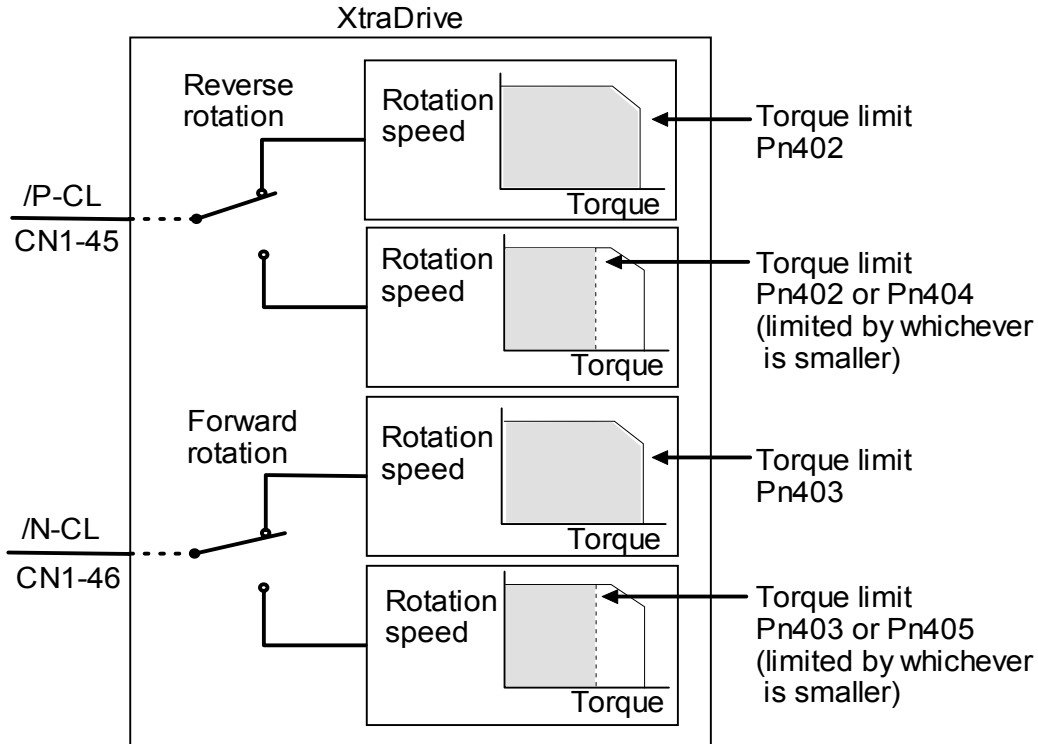 XtraDrive
Reverse
rotation
/P-CL
CN1-45
Rotation
speed
Torque
Torque limit
Pn402
Rotation
speed
Torque
Torque limit
Pn402 or Pn404
(limited by whichever
is smaller)
Forward
rotation
/N-CL
CN1-46
Rotation
speed
Torque
Torque limit
Pn403
Rotation
speed
Torque
Torque limit
Pn403 or Pn405
(limited by whichever
is smaller)